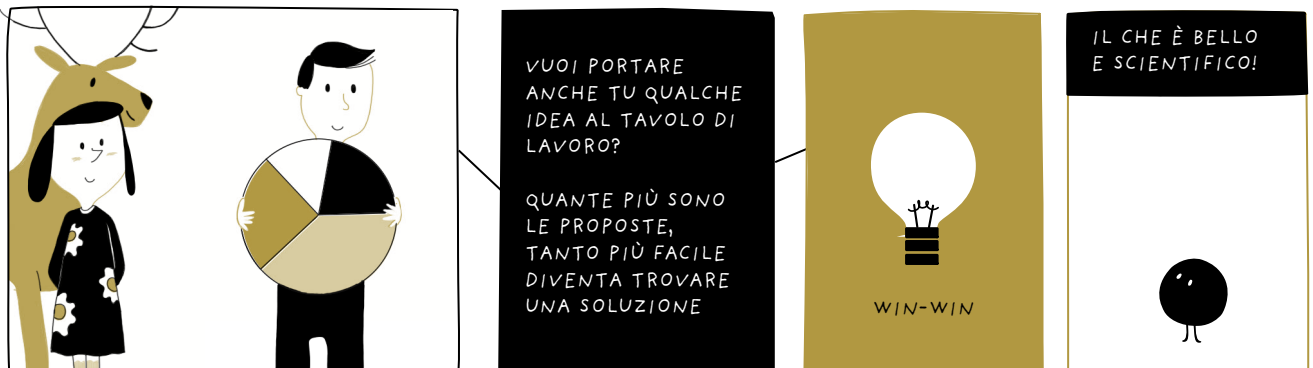 VUOI PORTARE
ANCHE TU QUALCHE
IDEA AL TAVOLO DI
LAVORO?
QUANTE PIÙ SONO
LE PROPOSTE,
TANTO PIÙ FACILE
DIVENTA TROVARE
UNA SOLUZIONE
WIN-WIN
IL CHE È BELLO
E SCIENTIFICO!